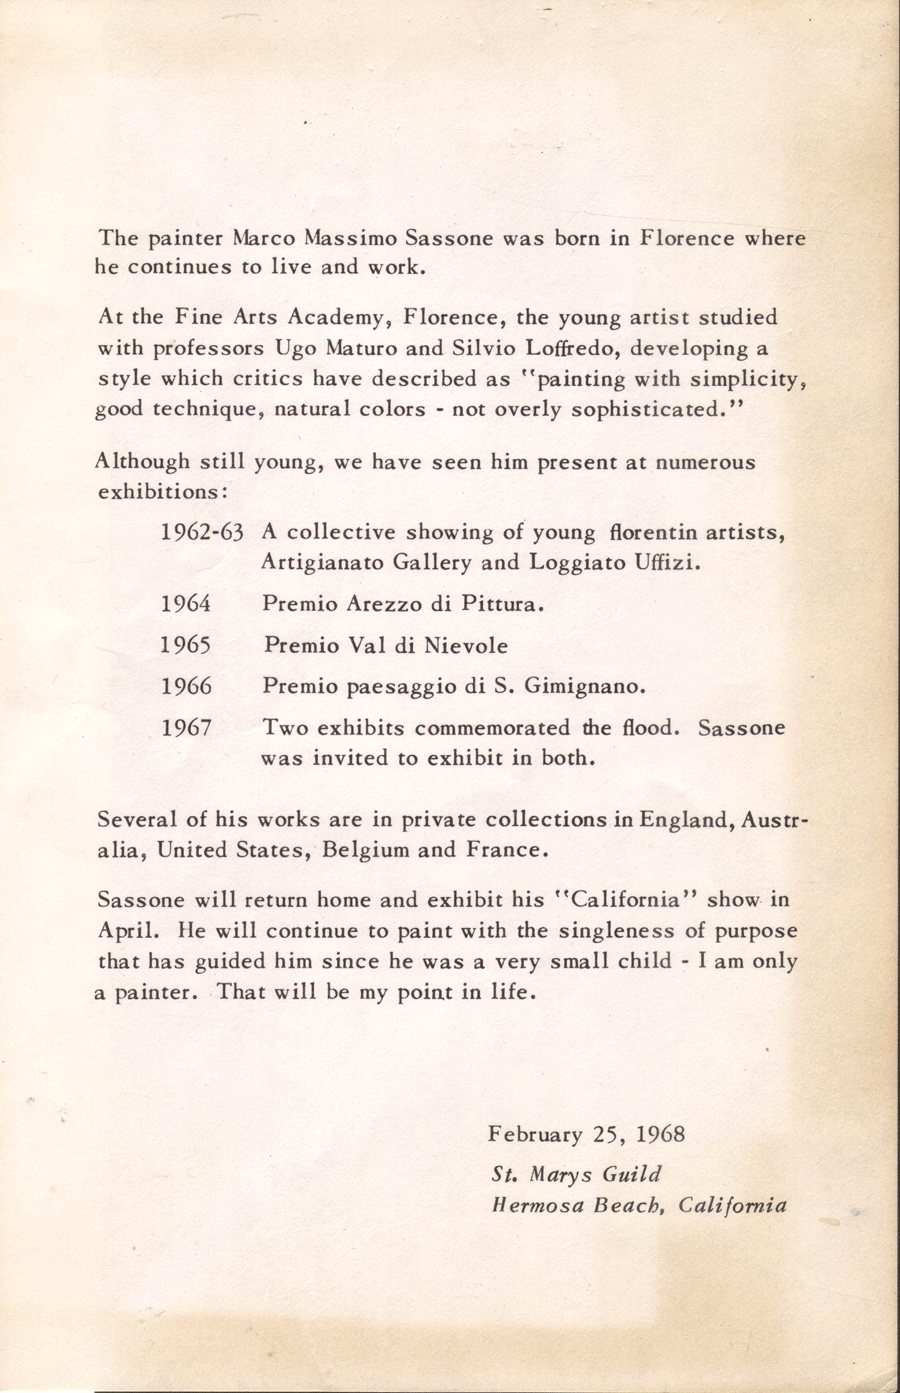 The painter Marco Massimo Sassone was born in Florence where
he continues to live and work.
At the Fine Arts Academy, Florence, the young artist studied
with professors Ugo Maturo and Silvio Loffredo, developing a
style which critics have described as "painting with simplicity,
good technique, natural colors - not overly sophisticated."
Although still young, we have seen him present at numerous
exhibitions:
1962-63 A collective showing of young florentin artists,
Artigianato Gallery and Loggiato Uffizi.
1964 Premio Arezzo di Pittura.
1965 Premio Val di Nievole
1966 Premio paesaggio di S. Gimignano.
1967 Two exhibits commemorated the flood. Sassone
was invited to exhibit in both.
Several of his works are in private collections in England, Austr-
alia, United States, Belgium and France.
Sassone will return home and exhibit his "California" show in
April. He will continue to paint with the singleness of purpose
that has guided him since he was a very small child - I am only
a painter. That will be my point in life.
February 25, 1968
St. Marys Guild
Hermosa Beach, California